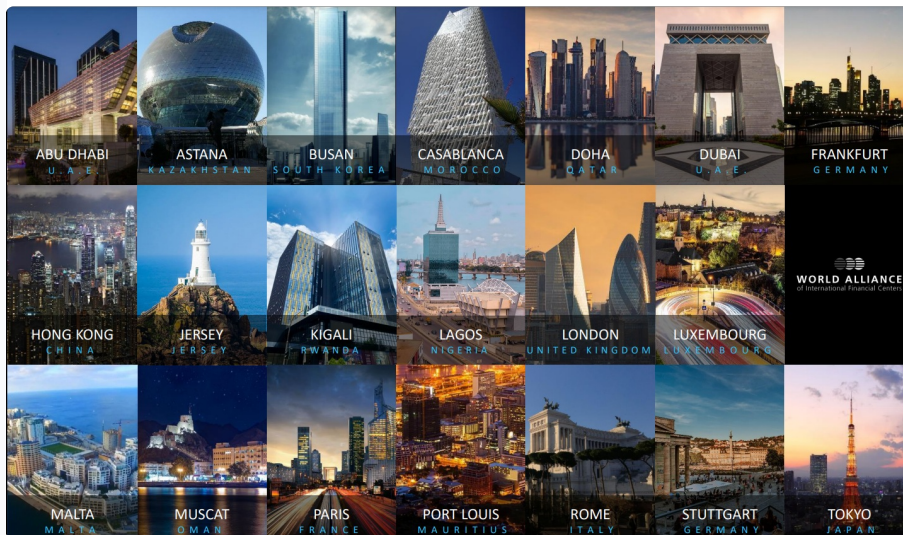 ABU DHABI
U.A.E.
ASTANA
KAZAKHSTAN
BUSAN
SOUTH KOREA
CASABLANCA
MOROCCO
DOHA
QATAR
DUBAI
U.A.E.
FRANKFURT
GERMANY
HONG KONG
CHINA
JERSEY
JERSEY
KIGALI
RWANDA
LAGOS
NIGERIA
LONDON
UNITED KINGDOM
LUXEMBOURG
LUXEMBOURG
WORLD ALLIANCE
of International Financial Centers
MALTA
MALTA
MUSCAT
OMAN
PARIS
FRANCE
PORT LOUIS
MAURITIUS
ROME
ITALY
STUTTGART
GERMANY
TOKYO
JAPAN